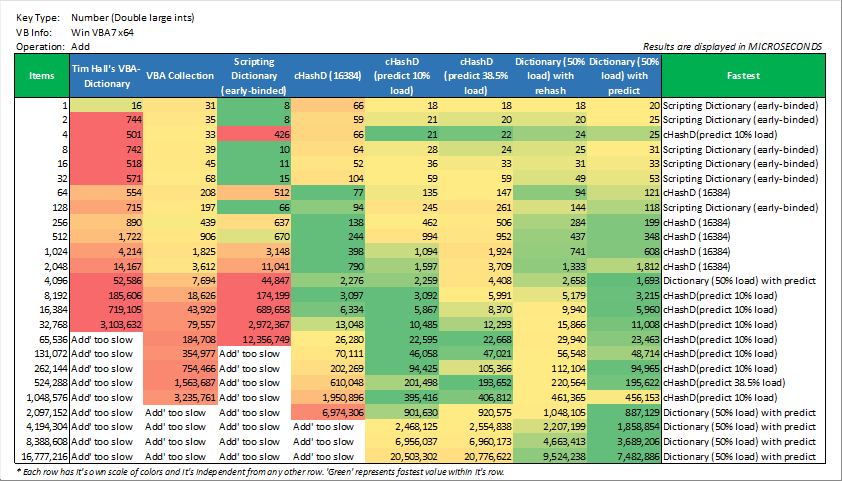 Key Type: Number (Double large ints)
VB Info: Win VBA7 x64
Operation: Add
Results are displayed in MICROSECONDS
Items Tim Hall's VBA-Dictionary VBA Collection Scripting Dictionary (early-binded) cHashD (16384) cHashD (predict 10% load) cHashD (predict 38.5% load) Dictionary (50% load) with rehash Dictionary (50% load) with predict Fastest
1 16 31 8 66 18 18 18 20 Scripting Dictionary (early-binded)
2 744 35 8 59 21 20 20 25 Scripting Dictionary (early-binded)
4 501 33 426 66 21 22 24 25 cHashD(predict 10% load)
8 742 39 10 64 28 24 25 31 Scripting Dictionary (early-binded)
16 518 45 11 52 36 33 31 33 Scripting Dictionary (early-binded)
32 571 68 15 104 59 59 49 53 Scripting Dictionary (early-binded)
64 554 208 512 77 135 147 94 121 cHashD (16384)
128 715 197 66 94 245 261 144 118 Scripting Dictionary (early-binded)
256 890 439 637 138 462 506 284 199 cHashD (16384)
512 1,722 906 670 244 994 952 437 348 cHashD (16384)
1,024 4,214 1,825 3,148 398 1,094 1,924 741 608 cHashD (16384)
2,048 14,167 3,612 11,041 790 1,597 3,709 1,333 1,812 cHashD (16384)
4,096 52,586 7,694 44,847 2,276 2,259 4,408 2,658 1,693 Dictionary (50% load) with predict
8,192 185,606 18,626 174,199 3,097 3,092 5,991 5,179 3,215 cHashD(predict 10% load)
16,384 719,105 43,929 689,658 6,334 5,867 8,370 9,940 5,960 cHashD(predict 10% load)
32,768 3,103,632 79,557 2,972,367 13,048 10,485 12,293 15,866 11,008 cHashD(predict 10% load)
65,536 Add' too slow 184,708 12,356,749 26,280 22,595 22,668 29,940 23,463 cHashD(predict 10% load)
131,072 Add' too slow 354,977 Add' too slow 70,111 46,058 47,021 56,548 48,714 cHashD(predict 10% load)
262,144 Add' too slow 754,466 Add' too slow 202,269 94,425 105,366 112,104 94,965 cHashD(predict 10% load)
524,288 Add' too slow 1,563,687 Add' too slow 610,048 201,498 193,652 220,564 195,622 cHashD(predict 38.5% load)
1,048,576 Add' too slow 3,235,761 Add' too slow 1,950,896 395,416 406,812 461,365 456,153 cHashD(predict 10% load)
2,097,152 Add' too slow Add' too slow Add' too slow 6,974,306 901,630 920,575 1,048,105 887,129 Dictionary (50% load) with predict
4,194,304 Add' too slow Add' too slow Add' too slow Add' too slow 2,468,125 2,554,838 2,207,199 1,858,854 Dictionary (50% load) with predict
8,388,608 Add' too slow Add' too slow Add' too slow Add' too slow 6,956,037 6,960,173 4,663,413 3,689,206 Dictionary (50% load) with predict
16,777,216 Add' too slow Add' too slow Add' too slow Add' too slow 20,503,302 20,776,622 9,524,238 7,482,886 Dictionary (50% load) with predict
* Each row has it's own scale of colors and it's independent from any other row. 'Green' represents fastest value within it's row.